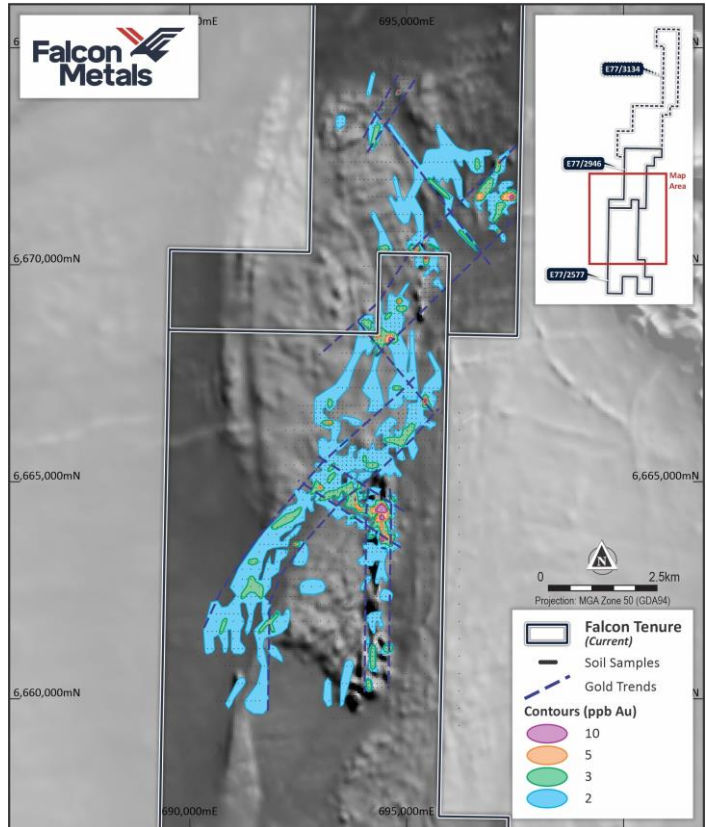 695,000mE
Falcon
Metals
E77/3134
E77/2946
Map
Area
E77/2577
6,670,000mN
6,665,000mN
6,665,000mN
N
0
2.5km
Projection: MGA Zone 50 (GDA94)
Falcon Tenure
(Current)
Soil Samples
Gold Trends
Contours (ppb Au)
10
5
3
2
6,660,000mN
690,000mE
695,000mE